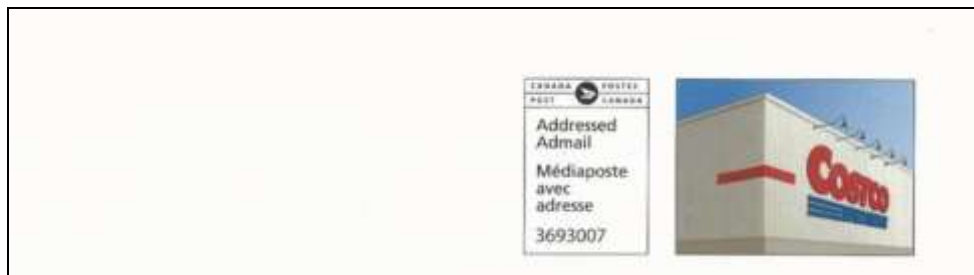 CANADA POSTES
POST CANADA
Addressed
Admail
Médiaposte
avec
adresse
3693007
COSTCO